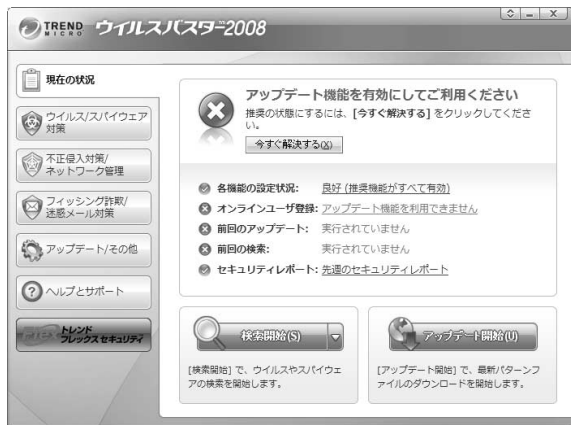 TREND MICRO ウイルスバスター™2008
現在の状況
ウイルス/スパイウェア
対策
不正侵入対策/
ネットワーク管理
フィッシング詐欺/
迷惑メール対策
アップデート/その他
ヘルプとサポート
FLEX トレンド
フレックス セキュリティ
アップデート機能を有効にしてご利用ください
推奨の状態にするには、[今すぐ解決する] をクリックしてくださ
い。
今すぐ解決する(X)
各機能の設定状況: 良好 (推奨機能がすべて有効)
オンラインユーザ登録: アップデート機能を利用できません
前回のアップデート: 実行されていません
前回の検索: 実行されていません
セキュリティレポート: 先週のセキュリティレポート
検索開始(S)
[検索開始] で、ウイルスやスパイウェ
アの検索を開始します。
アップデート開始(U)
[アップデート開始] で、最新パターンフ
ァイルのダウンロードを開始します。